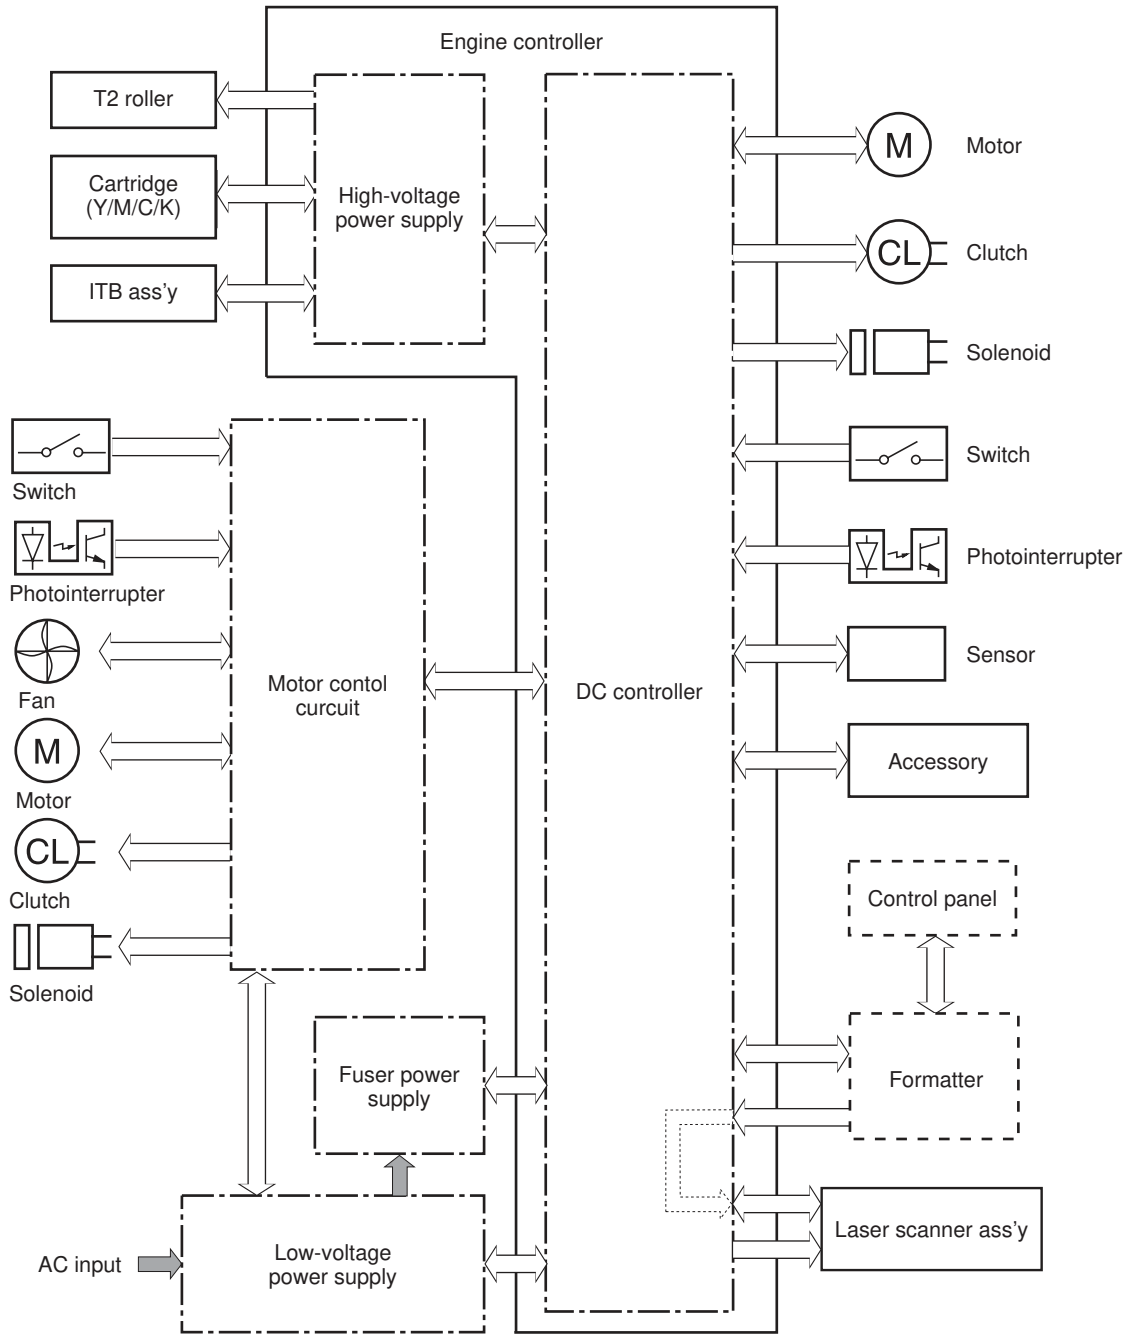 Engine controller
T2 roller
Cartridge
(Y/M/C/K)
ITB ass'y
High-voltage
power supply
M
Motor
CL
Clutch
Solenoid
Switch
Photointerrupter
Sensor
Accessory
Control panel
Formatter
Laser scanner ass'y
DC controller
Switch
Photointerrupter
Fan
M
Motor
CL
Clutch
Solenoid
Motor contol
curcuit
Fuser power
supply
AC input
Low-voltage
power supply